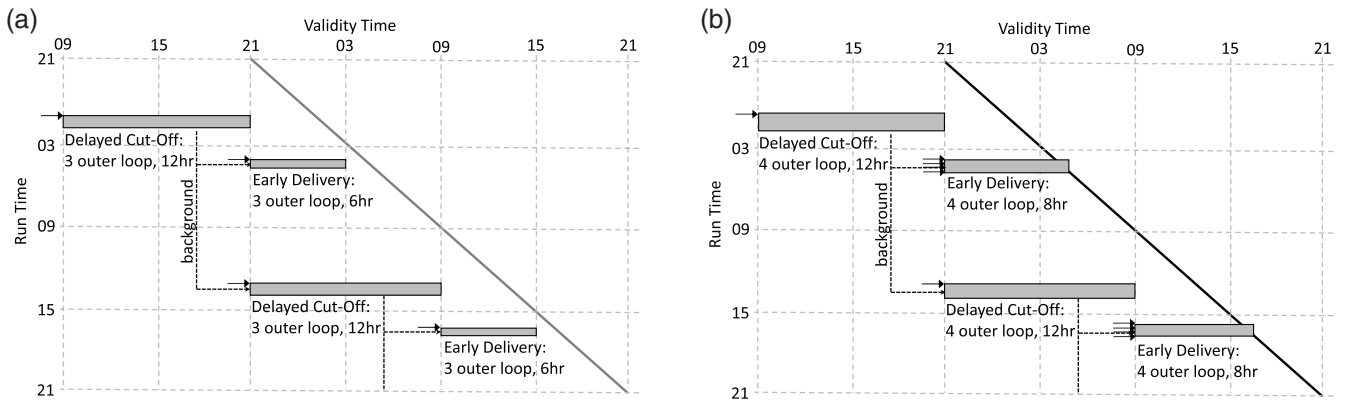 (a)
Validity Time
09 15 21 03 09 15 21
21
Delayed Cut-Off:
03
3 outer loop, 12hr
Early Delivery:
3 outer loop, 6hr
background
Run Time
09
Delayed Cut-Off:
15
3 outer loop, 12hr
Early Delivery:
3 outer loop, 6hr
21
(b)
Validity Time
09 15 21 03 09 15 21
21
Delayed Cut-Off:
03
4 outer loop, 12hr
Early Delivery:
4 outer loop, 8hr
background
Run Time
09
Delayed Cut-Off:
15
4 outer loop, 12hr
Early Delivery:
4 outer loop, 8hr
21